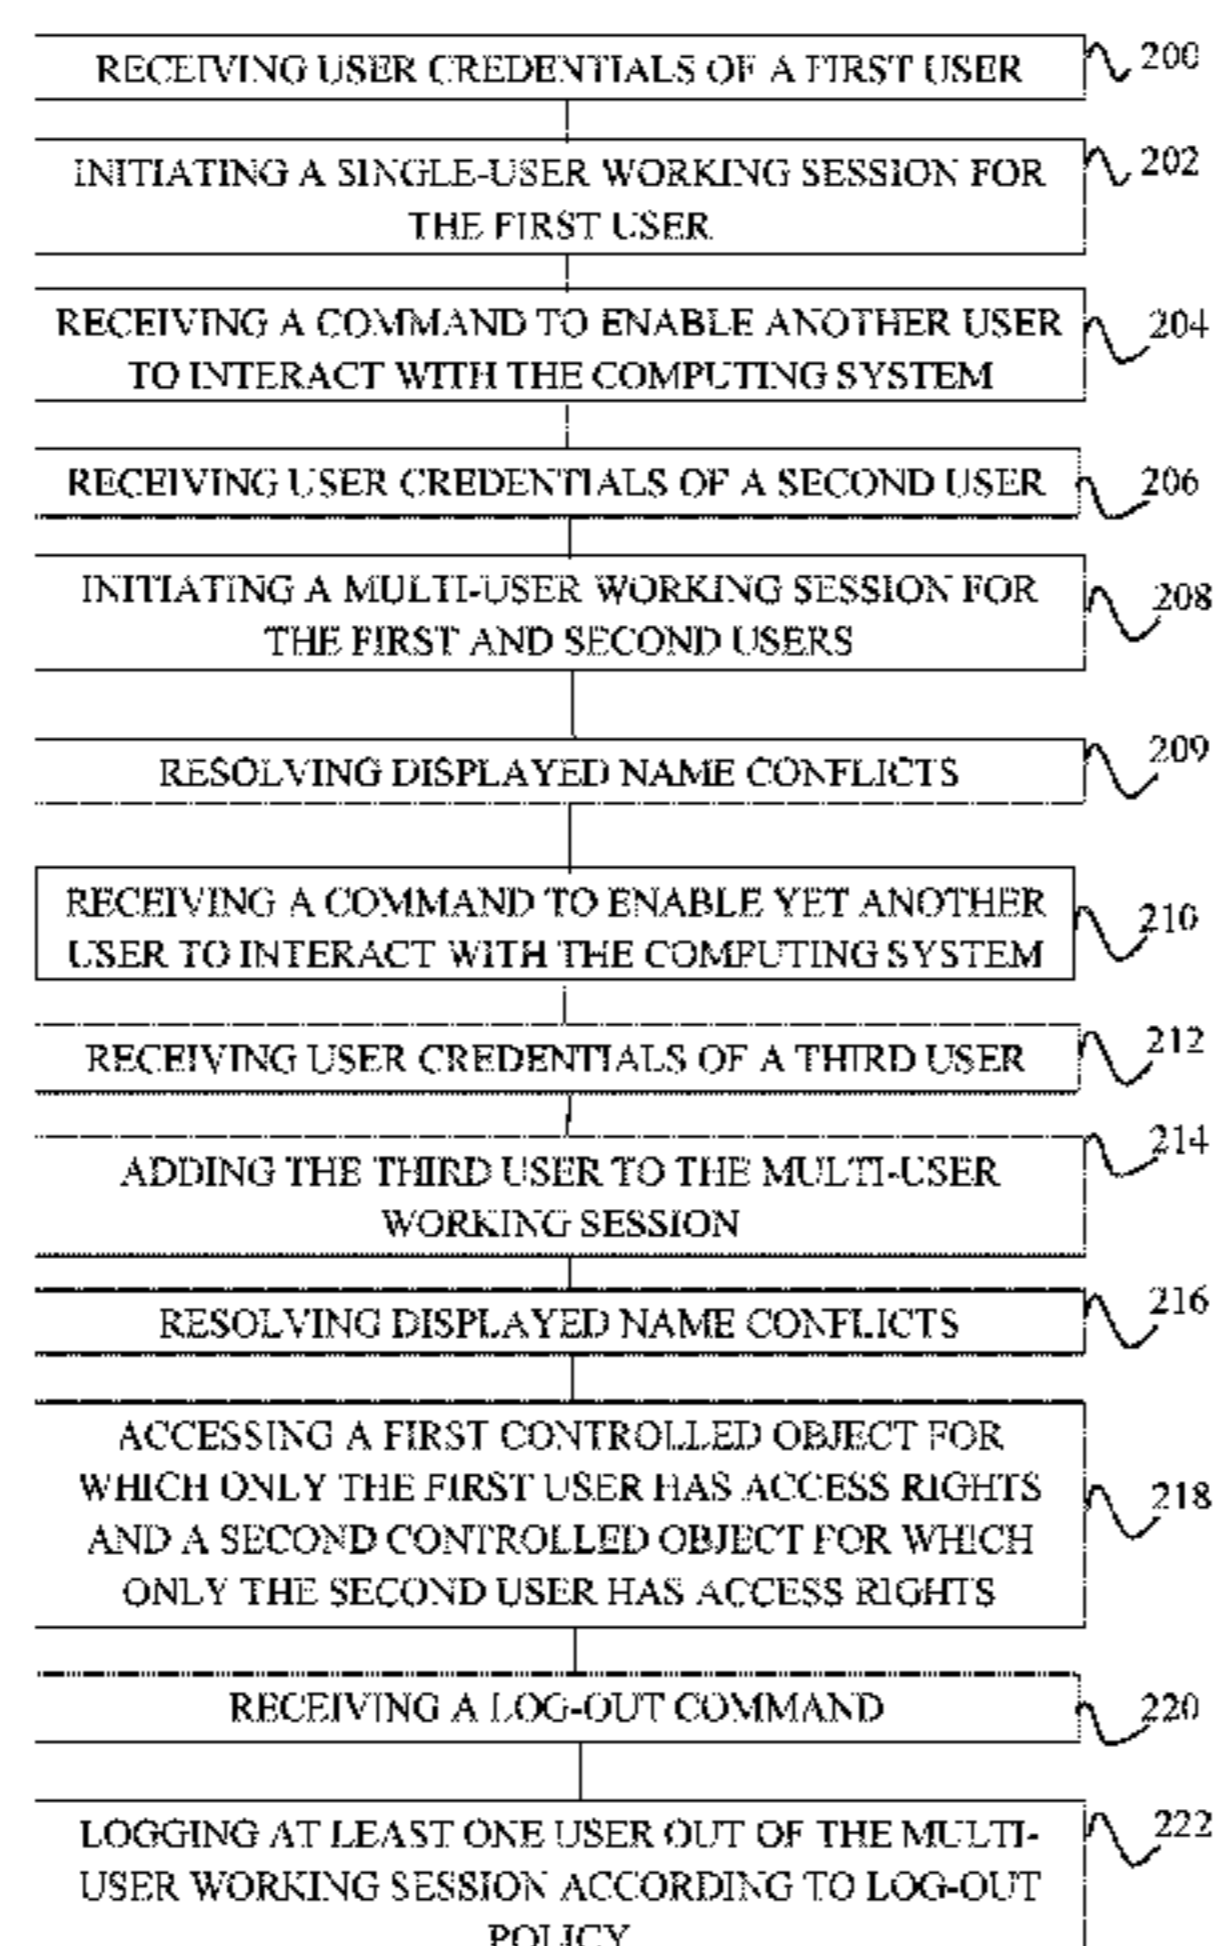 RECEIVING USER CREDENTIALS OF A FIRST USER
200
INITIATING A SINGLE-USER WORKING SESSION FOR
THE FIRST USER
202
RECEIVING A COMMAND TO ENABLE ANOTHER USER
TO INTERACT WITH THE COMPUTING SYSTEM
204
RECEIVING USER CREDENTIALS OF A SECOND USER
206
INITIATING A MULTI-USER WORKING SESSION FOR
THE FIRST AND SECOND USERS
208
RESOLVING DISPLAYED NAME CONFLICTS
209
RECEIVING A COMMAND TO ENABLE YET ANOTHER
USER TO INTERACT WITH THE COMPUTING SYSTEM
210
RECEIVING USER CREDENTIALS OF A THIRD USER
212
ADDING THE THIRD USER TO THE MULTI-USER
WORKING SESSION
214
RESOLVING DISPLAYED NAME CONFLICTS
216
ACCESSING A FIRST CONTROLLED OBJECT FOR
WHICH ONLY THE FIRST USER HAS ACCESS RIGHTS
AND A SECOND CONTROLLED OBJECT FOR WHICH
ONLY THE SECOND USER HAS ACCESS RIGHTS
218
RECEIVING A LOG-OUT COMMAND
220
LOGGING AT LEAST ONE USER OUT OF THE MULTI-
USER WORKING SESSION ACCORDING TO LOG-OUT
POLICY
222